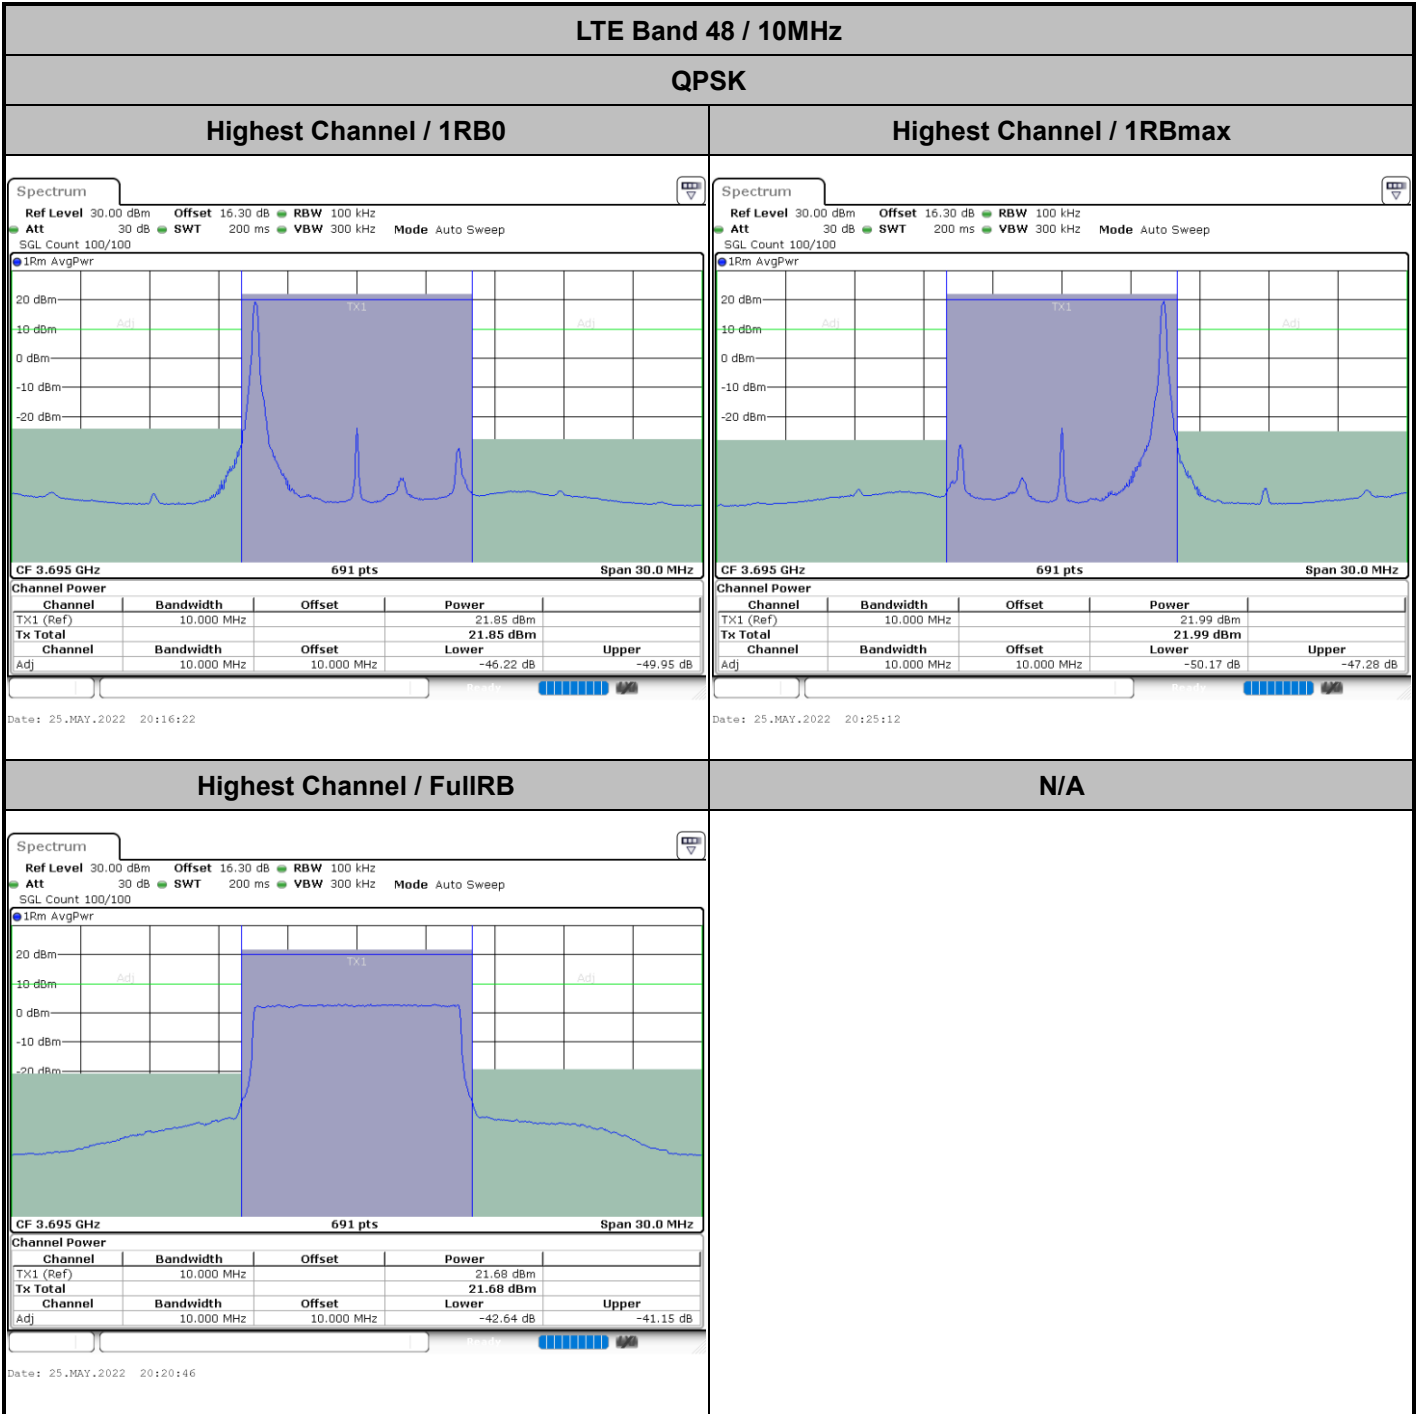 LTE Band 48 / 10MHz
QPSK
Highest Channel / 1RB0
Highest Channel / 1RBmax
Spectrum
Ref Level 30.00 dBm Offset 16.30 dB RBW 100 kHz
Att 30 dB SWT 200 ms VBW 300 kHz Mode Auto Sweep
SGL Count 100/100
1Rm AvgPwr
TX1
Adj
Adj
20 dBm
10 dBm
0 dBm
-10 dBm
-20 dBm
CF 3.695 GHz 691 pts Span 30.0 MHz
Channel Power
Channel Bandwidth Offset Power
TX1 (Ref) 10.000 MHz 21.85 dBm
Tx Total 21.85 dBm
Channel Bandwidth Offset Lower Upper
Adj 10.000 MHz 10.000 MHz -46.22 dB -49.95 dB
Ready
Date: 25.MAY.2022 20:16:22
Spectrum
Ref Level 30.00 dBm Offset 16.30 dB RBW 100 kHz
Att 30 dB SWT 200 ms VBW 300 kHz Mode Auto Sweep
SGL Count 100/100
1Rm AvgPwr
TX1
Adj
Adj
20 dBm
10 dBm
0 dBm
-10 dBm
-20 dBm
CF 3.695 GHz 691 pts Span 30.0 MHz
Channel Power
Channel Bandwidth Offset Power
TX1 (Ref) 10.000 MHz 21.99 dBm
Tx Total 21.99 dBm
Channel Bandwidth Offset Lower Upper
Adj 10.000 MHz 10.000 MHz -50.17 dB -47.28 dB
Ready
Date: 25.MAY.2022 20:25:12
Highest Channel / FullRB
N/A
Spectrum
Ref Level 30.00 dBm Offset 16.30 dB RBW 100 kHz
Att 30 dB SWT 200 ms VBW 300 kHz Mode Auto Sweep
SGL Count 100/100
1Rm AvgPwr
TX1
Adj
Adj
20 dBm
10 dBm
0 dBm
-10 dBm
-20 dBm
CF 3.695 GHz 691 pts Span 30.0 MHz
Channel Power
Channel Bandwidth Offset Power
TX1 (Ref) 10.000 MHz 21.68 dBm
Tx Total 21.68 dBm
Channel Bandwidth Offset Lower Upper
Adj 10.000 MHz 10.000 MHz -42.64 dB -41.15 dB
Ready
Date: 25.MAY.2022 20:20:46